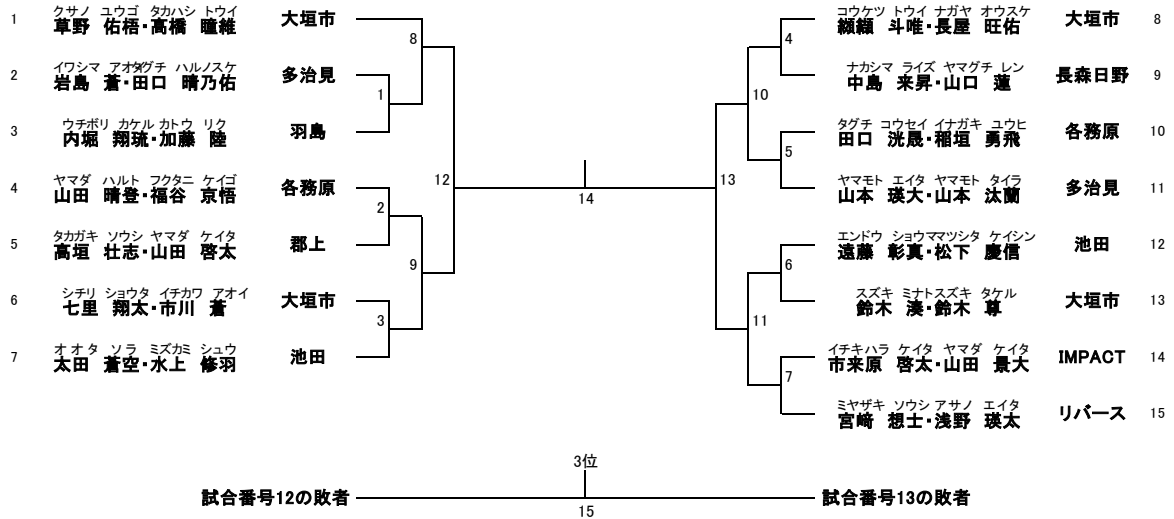 クサノ ユウゴ タカハシ トウイ
1 草野 佑梧・高橋 瞳維 大垣市
イワシマ アオ タグチ ハルノスケ
2 岩島 蒼・田口 晴乃佑 多治見
ウチボリ カケル カトウ リク
3 内堀 翔琉・加藤 陸 羽島
ヤマダ ハルト フクタニ ケイゴ
4 山田 晴登・福谷 京悟 各務原
タカガキ ソウシ ヤマダ ケイタ
5 高垣 壮志・山田 啓太 郡上
シチリ ショウタ イチカワ アオイ
6 七里 翔太・市川 蒼 大垣市
オオタ ソラ ミズカミ シュウ
7 太田 蒼空・水上 修羽 池田
8
1
12
2
9
3
14
コウケツ トウイ ナガヤ オウスケ
纐纈 斗唯・長屋 旺佑 大垣市 8
ナカシマ ライズ ヤマグチ レン
中島 来昇・山口 蓮 長森日野 9
タグチ コウセイ イナガキ ユウヒ
田口 洸晟・稲垣 勇飛 各務原 10
ヤマモト エイタ ヤマモト タイラ
山本 瑛大・山本 汰蘭 多治見 11
エンドウ ショウママツシタ ケイシン
遠藤 彰真・松下 慶信 池田 12
スズキ ミナトスズキ タケル
鈴木 湊・鈴木 尊 大垣市 13
イチキハラ ケイタ ヤマダ ケイタ
市来原 啓太・山田 景大 IMPACT 14
ミヤザキ ソウシ アサノ エイタ
宮﨑 想士・浅野 瑛太 リバース 15
4
10
5
13
6
11
7
3位
試合番号12の敗者 試合番号13の敗者
15